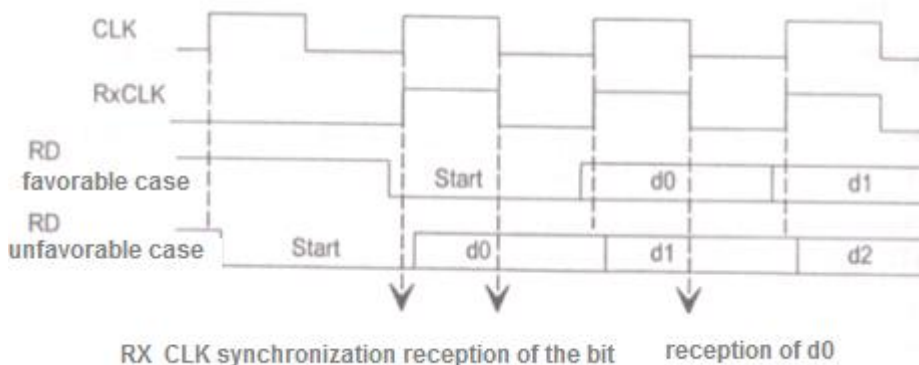 CLK
RxCLK
RD
favorable case
Start
d0
d1
RD
unfavorable case
Start
d0
d1
d2
RX CLK synchronization reception of the bit
reception of d0